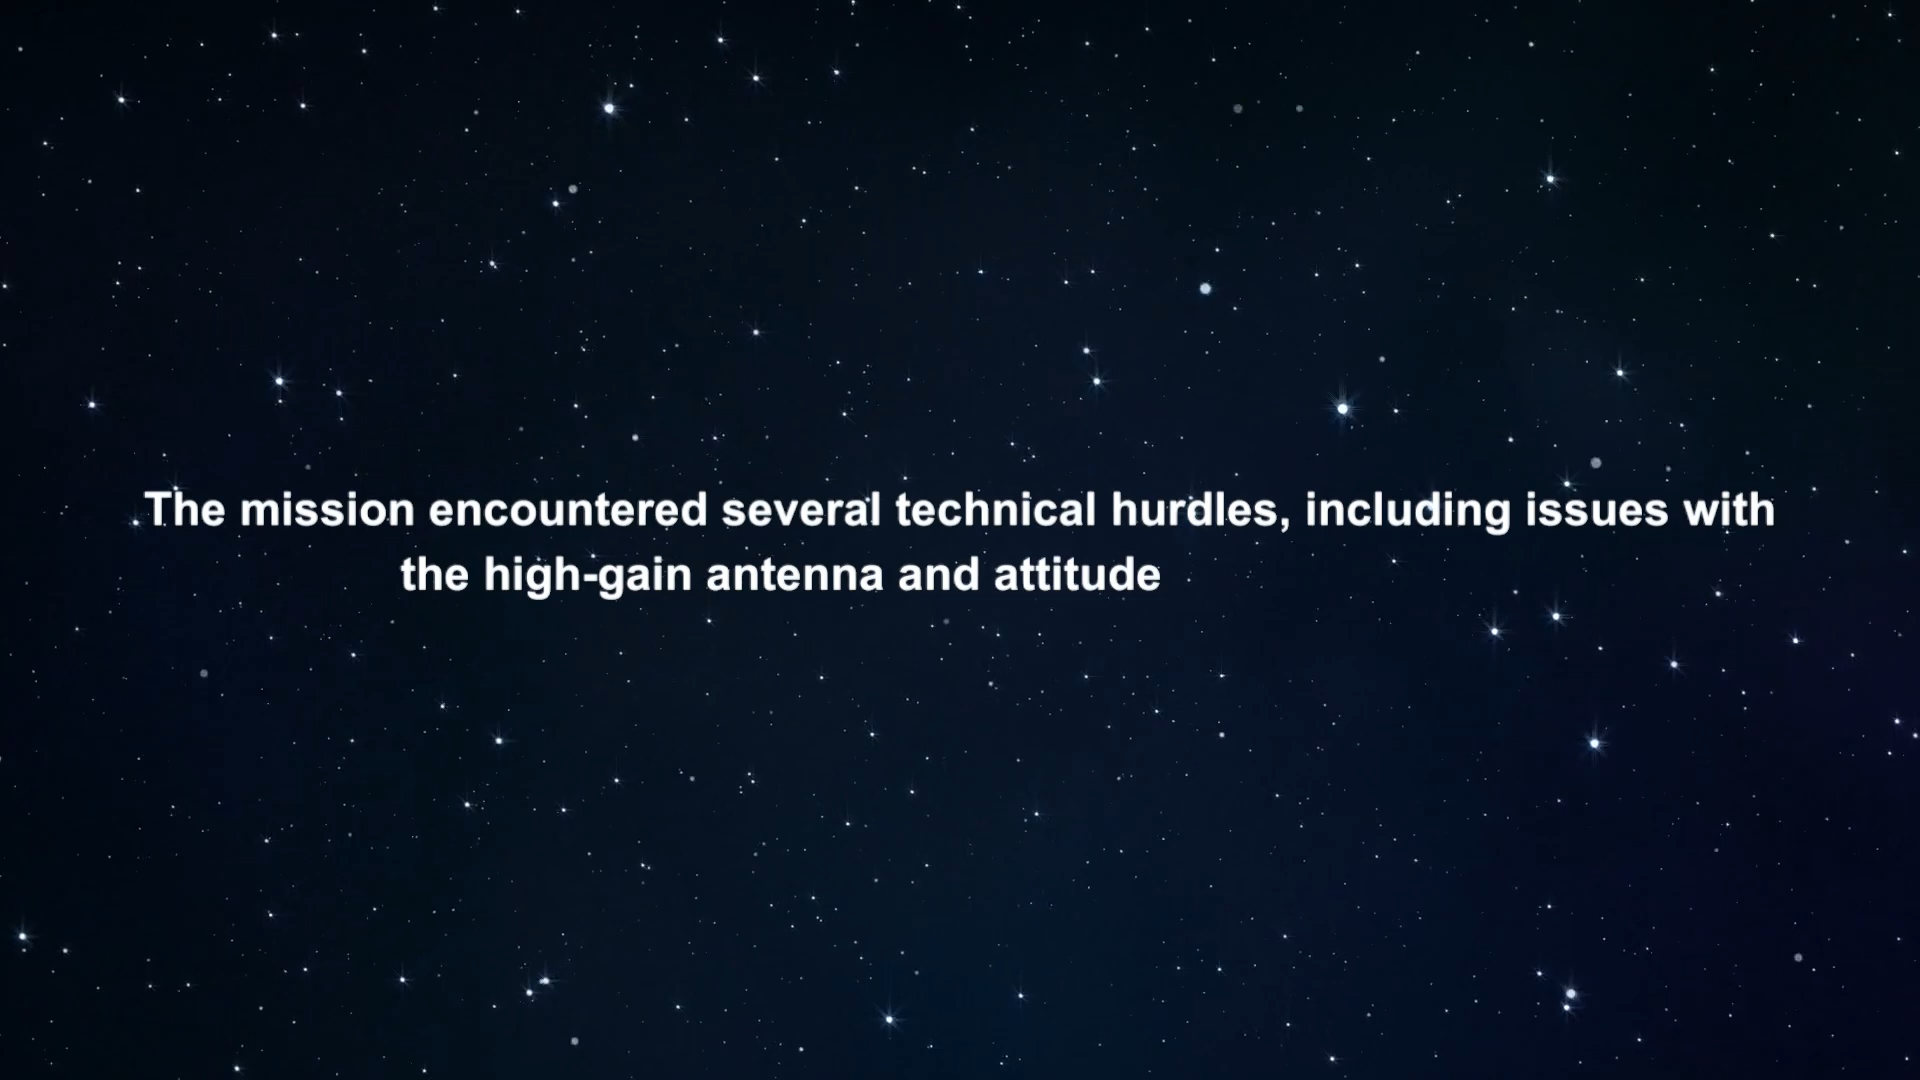 The mission encountered several technical hurdles, including issues with
the high-gain antenna and attitude